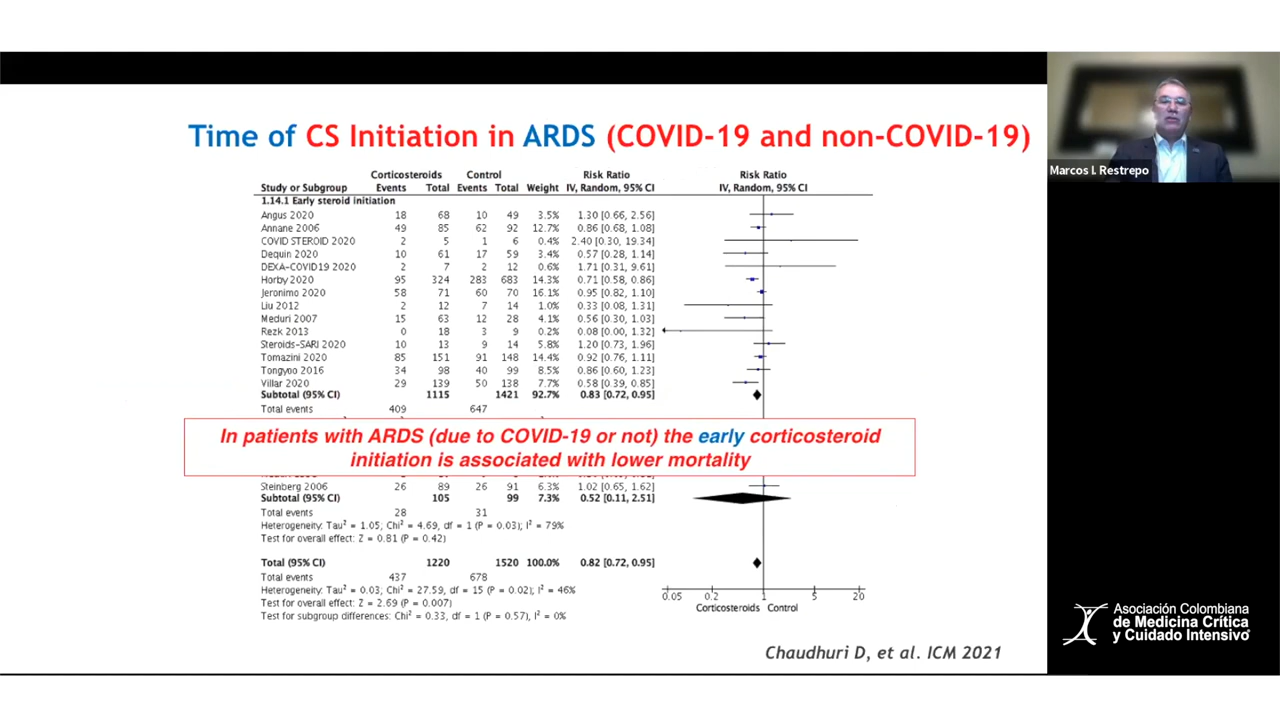 Time of CS Initiation in ARDS (COVID-19 and non-COVID-19)
Marcos I. Restrepo
Corticosteroids Control Risk Ratio Risk Ratio
Study or Subgroup Events Total Events Total Weight IV, Random, 95% CI IV, Random, 95% CI
1.14.1 Early steroid initiation
Angus 2020 18 68 10 49 3.5% 1.30 [0.66, 2.56]
Annane 2006 49 85 62 92 12.7% 0.86 [0.68, 1.08]
COVID STEROID 2020 2 5 1 6 0.4% 2.40 [0.30, 19.34]
Dequin 2020 10 61 17 59 3.4% 0.57 [0.28, 1.14]
DEXA-COVID19 2020 2 7 2 12 0.6% 1.71 [0.31, 9.61]
Horby 2020 95 324 283 683 14.3% 0.71 [0.58, 0.86]
Jeronimo 2020 58 71 60 70 16.1% 0.95 [0.82, 1.10]
Liu 2012 2 12 7 14 1.0% 0.33 [0.08, 1.31]
Meduri 2007 15 63 12 28 4.1% 0.56 [0.30, 1.03]
Rezk 2013 0 18 3 9 0.2% 0.08 [0.00, 1.32]
Steroids-SARI 2020 10 13 9 14 5.8% 1.20 [0.73, 1.96]
Tomazini 2020 85 151 91 148 14.4% 0.92 [0.76, 1.11]
Tongyoo 2016 34 98 40 99 8.5% 0.86 [0.60, 1.23]
Villar 2020 29 139 50 138 7.7% 0.58 [0.39, 0.85]
Subtotal (95% CI) 1115 1421 92.7% 0.83 [0.72, 0.95]
Total events 409 647
In patients with ARDS (due to COVID-19 or not) the early corticosteroid
initiation is associated with lower mortality
Steinberg 2006 26 89 26 91 6.3% 1.02 [0.65, 1.62]
Subtotal (95% CI) 105 99 7.3% 0.52 [0.11, 2.51]
Total events 28 31
Heterogeneity: Tau² = 1.05; Chi² = 4.69, df = 1 (P = 0.03); I² = 79%
Test for overall effect: Z = 0.81 (P = 0.42)
Total (95% CI) 1220 1520 100.0% 0.82 [0.72, 0.95]
Total events 437 678
Heterogeneity: Tau² = 0.03; Chi² = 27.59, df = 15 (P = 0.02); I² = 46%
Test for overall effect: Z = 2.69 (P = 0.007)
Test for subgroup differences: Chi² = 0.33, df = 1 (P = 0.57), I² = 0%
0.05 0.2 1 5 20
Corticosteroids Control
Chaudhuri D, et al. ICM 2021
Asociación Colombiana
de Medicina Crítica
y Cuidado Intensivo